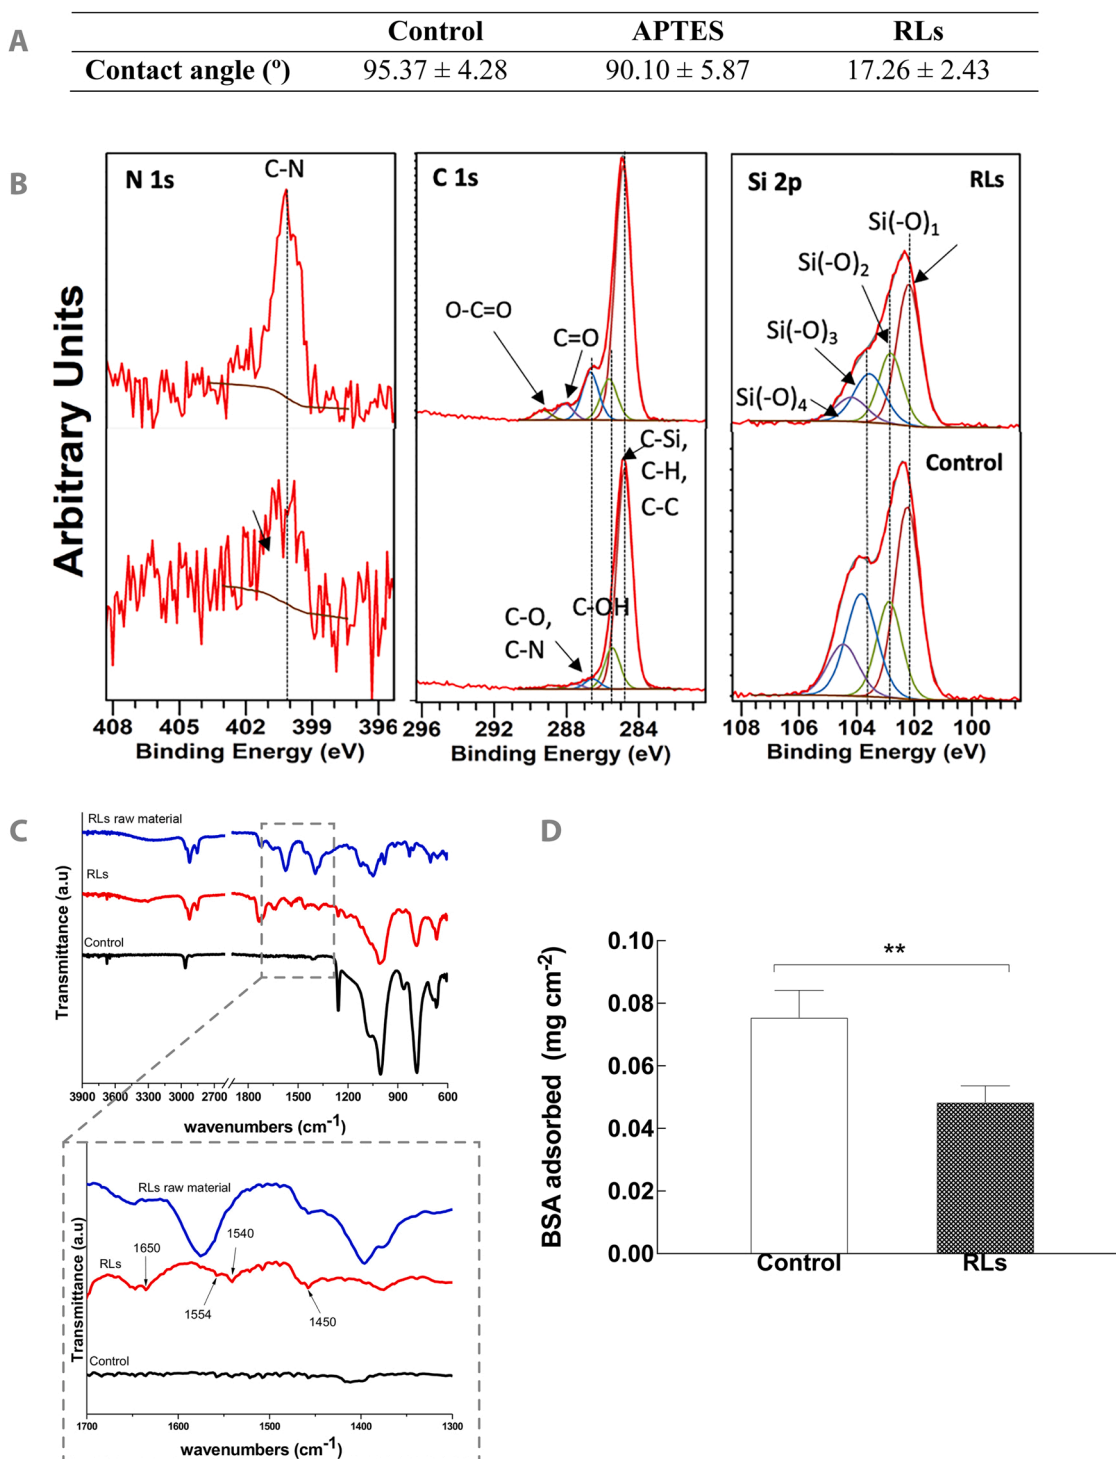 A
Control APTES RLs
Contact angle (º) 95.37 ± 4.28 90.10 ± 5.87 17.26 ± 2.43
B
Arbitrary Units
N 1s
C-N
408 405 402 399 396
Binding Energy (eV)
C 1s
O-C=O
C=O
C-Si,
C-H,
C-C
C-OH
C-O,
C-N
296 292 288 284
Binding Energy (eV)
Si 2p
RLs
Si(-O)1
Si(-O)2
Si(-O)3
Si(-O)4
Control
108 106 104 102 100
Binding Energy (eV)
C
Transmittance (a.u)
RLs raw material
RLs
Control
3900 3600 3300 3000 2700 1800 1500 1200 900 600
wavenumbers (cm-1)
Transmittance (a.u)
RLs raw material
1650
1540
RLs
1554
1450
Control
1700 1600 1500 1400 1300
wavenumbers (cm-1)
D
BSA adsorbed (mg cm-2)
0.10
0.08
0.06
0.04
0.02
0.00
**
Control RLs